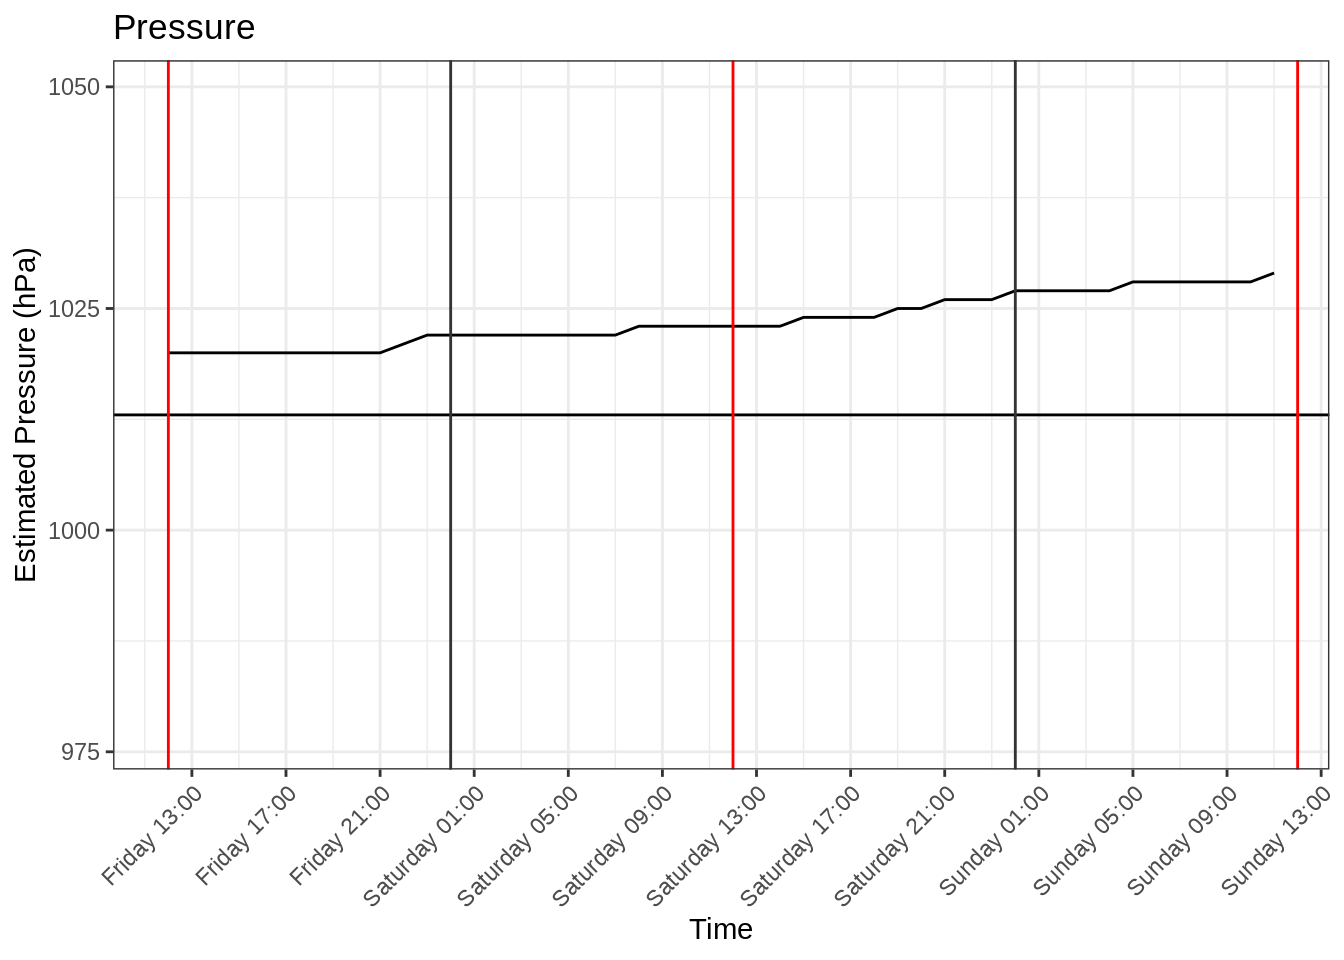 Pressure
Estimated Pressure (hPa)
1050
1025
1000
975
Friday 13:00
Friday 17:00
Friday 21:00
Saturday 01:00
Saturday 05:00
Saturday 09:00
Saturday 13:00
Saturday 17:00
Saturday 21:00
Sunday 01:00
Sunday 05:00
Sunday 09:00
Sunday 13:00
Time